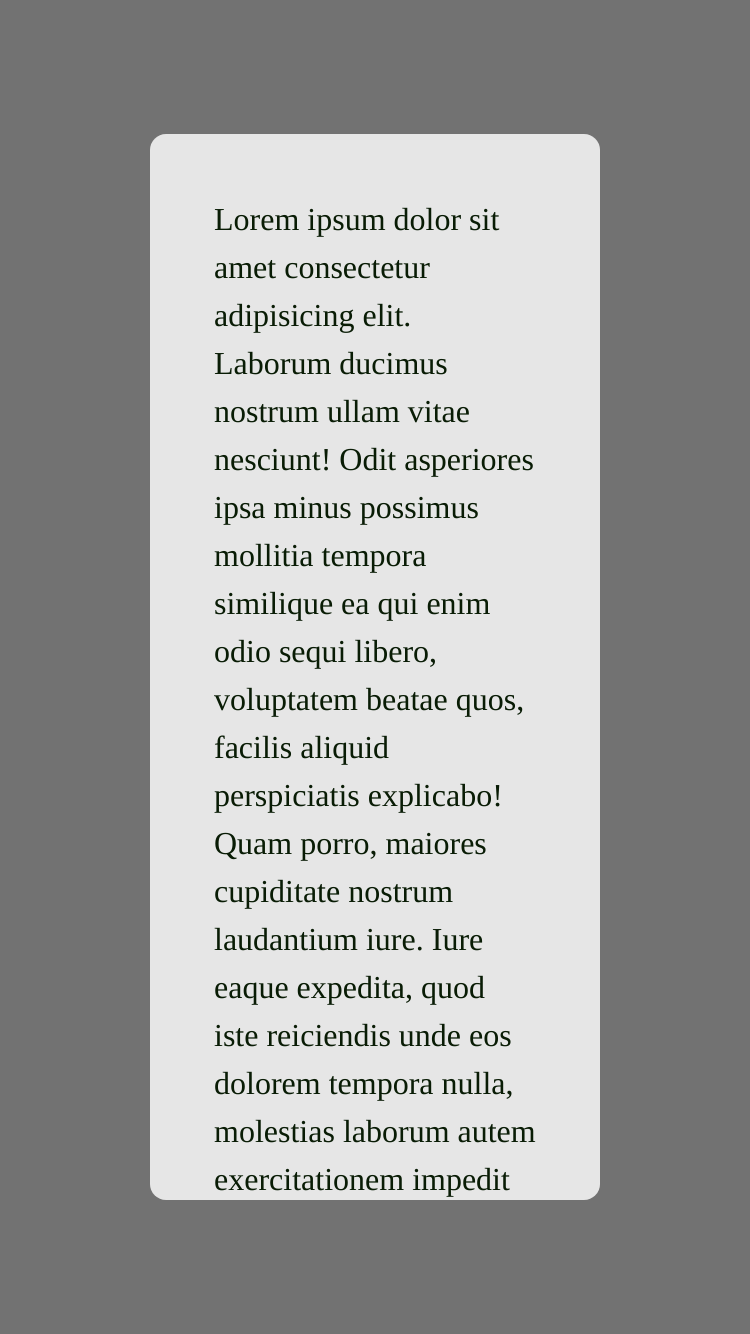 Lorem ipsum dolor sit
amet consectetur
adipisicing elit.
Laborum ducimus
nostrum ullam vitae
nesciunt! Odit asperiores
ipsa minus possimus
mollitia tempora
similique ea qui enim
odio sequi libero,
voluptatem beatae quos,
facilis aliquid
perspiciatis explicabo!
Quam porro, maiores
cupiditate nostrum
laudantium iure. Iure
eaque expedita, quod
iste reiciendis unde eos
dolorem tempora nulla,
molestias laborum autem
exercitationem impedit